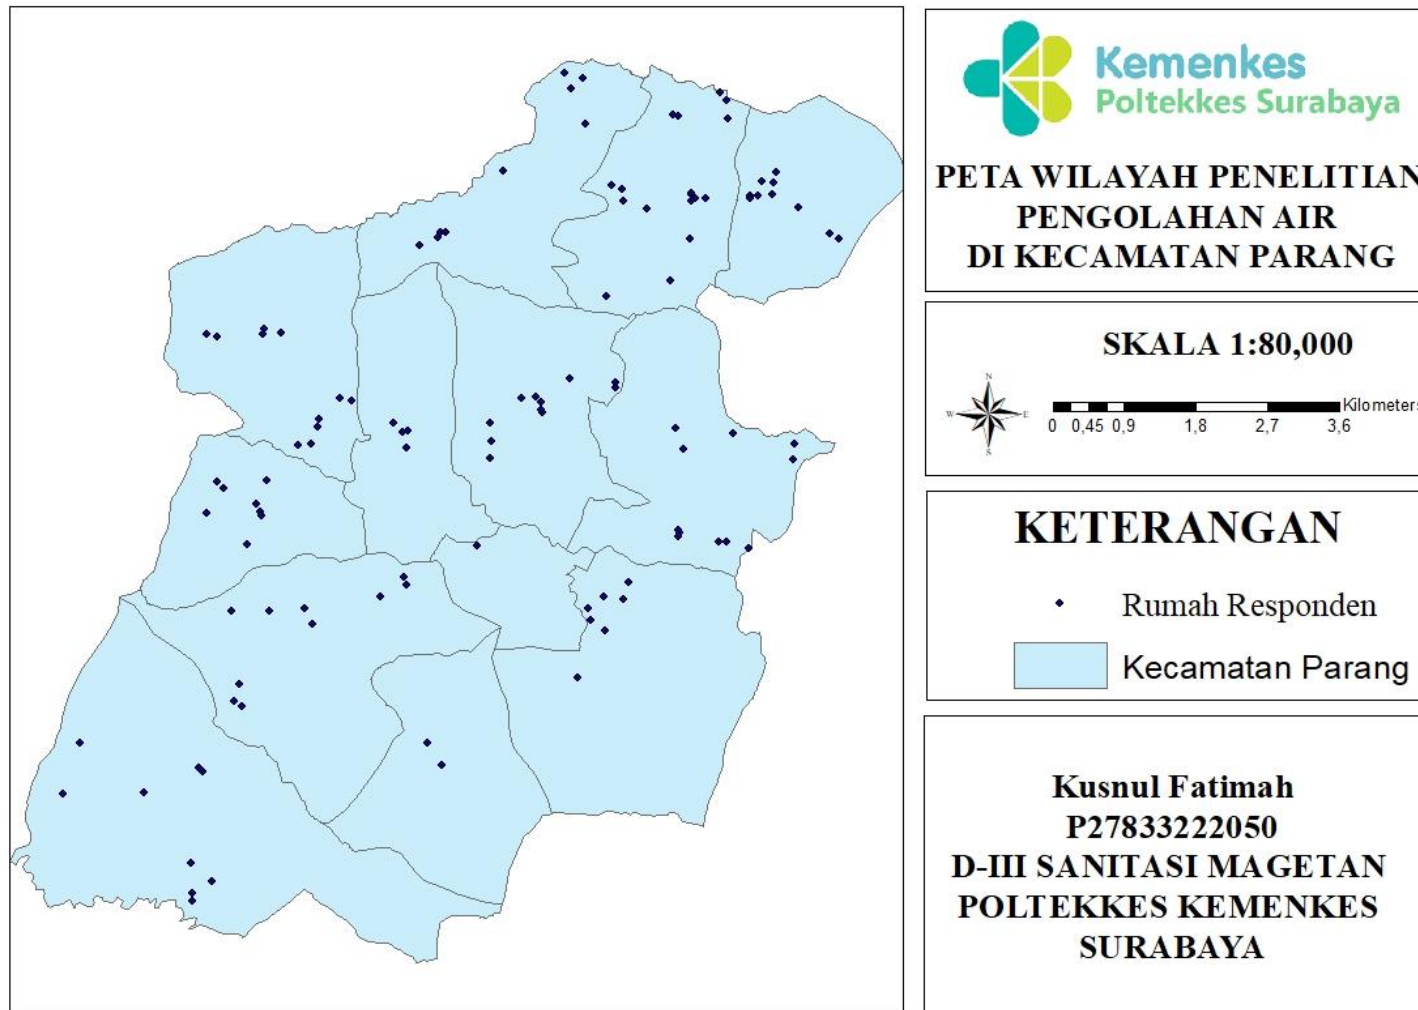 Kemenkes
Poltekkes Surabaya
PETA WILAYAH PENELITIAN
PENGOLAHAN AIR
DI KECAMATAN PARANG
SKALA 1:80,000
N
W
E
S
Kilometers
0 0,45 0,9 1,8 2,7 3,6
KETERANGAN
Rumah Responden
Kecamatan Parang
Kusnul Fatimah
P27833222050
D-III SANITASI MAGETAN
POLTEKKES KEMENKES
SURABAYA